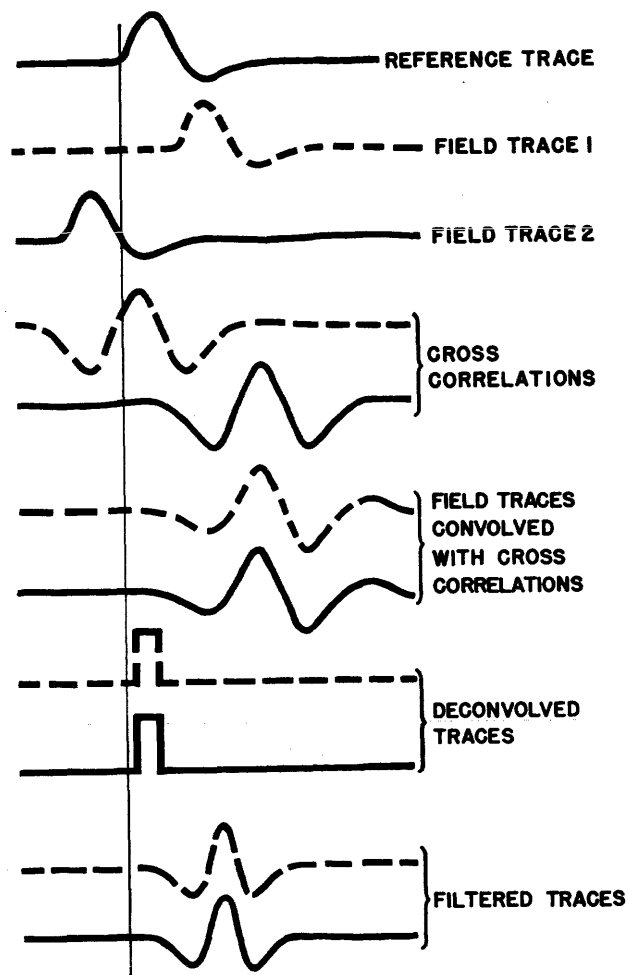 REFERENCE TRACE
FIELD TRACE 1
FIELD TRACE 2
CROSS
CORRELATIONS
FIELD TRACES
CONVOLVED
WITH CROSS
CORRELATIONS
DECONVOLVED
TRACES
FILTERED TRACES